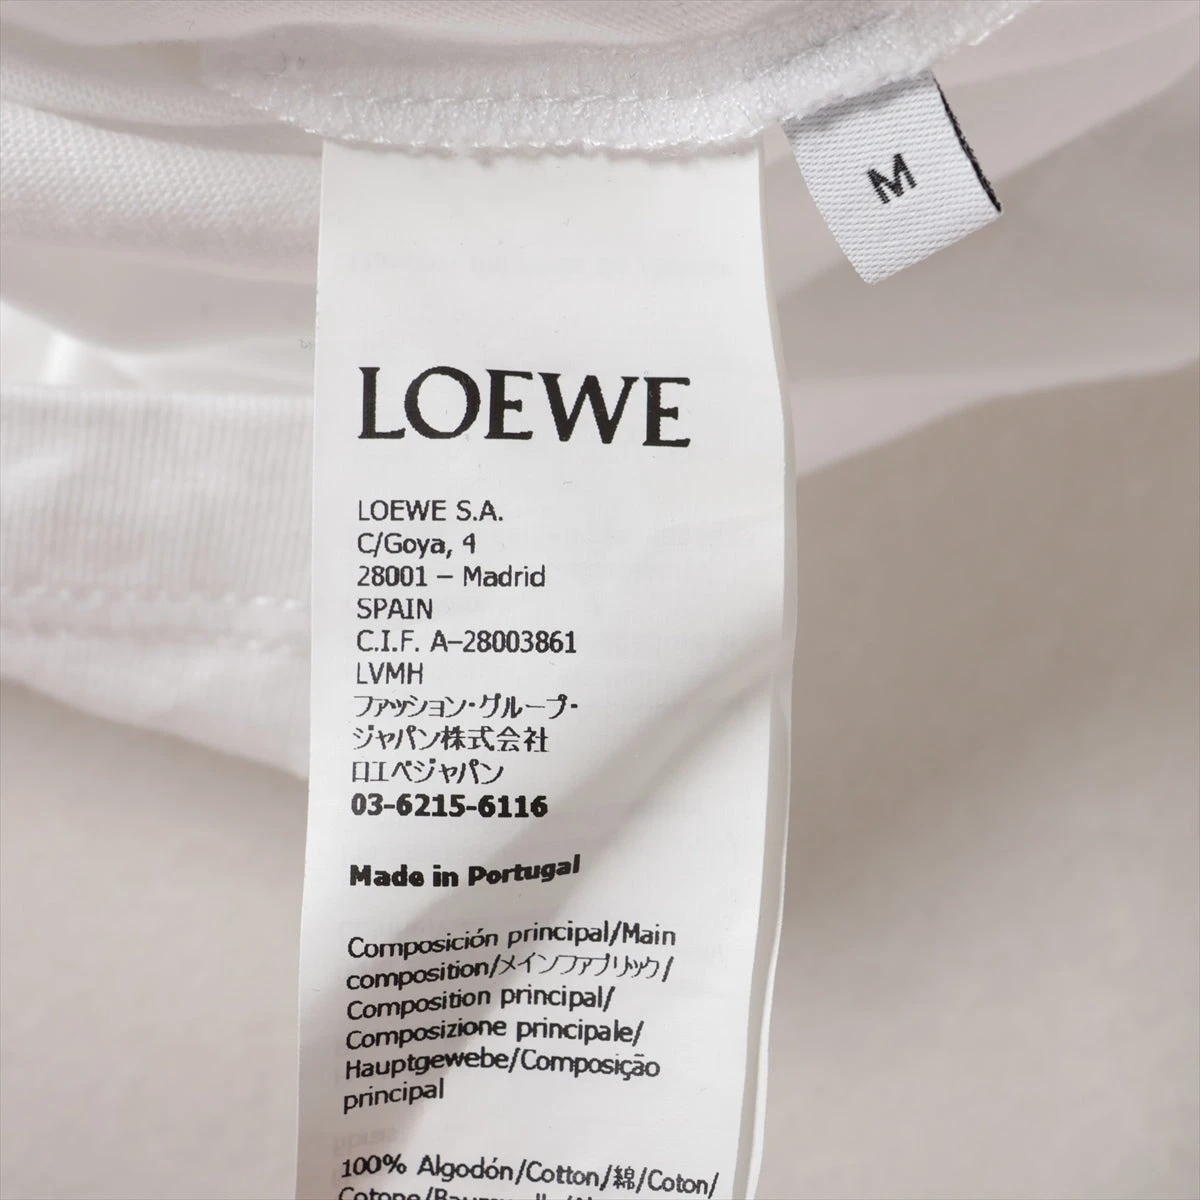 M
LOEWE
LOEWE S.A.
C/Goya, 4
28001 – Madrid
SPAIN
C.I.F. A–28003861
LVMH
ファッション・グループ・
ジャパン株式会社
ロエベジャパン
03-6215-6116
Made in Portugal
Composición principal/Main
composition/メインファブリック/
Composition principal/
Composizione principale/
Hauptgewebe/Composição
principal
100% Algodón/Cotton/綿/Coton/
Cotone/Baumwolle/